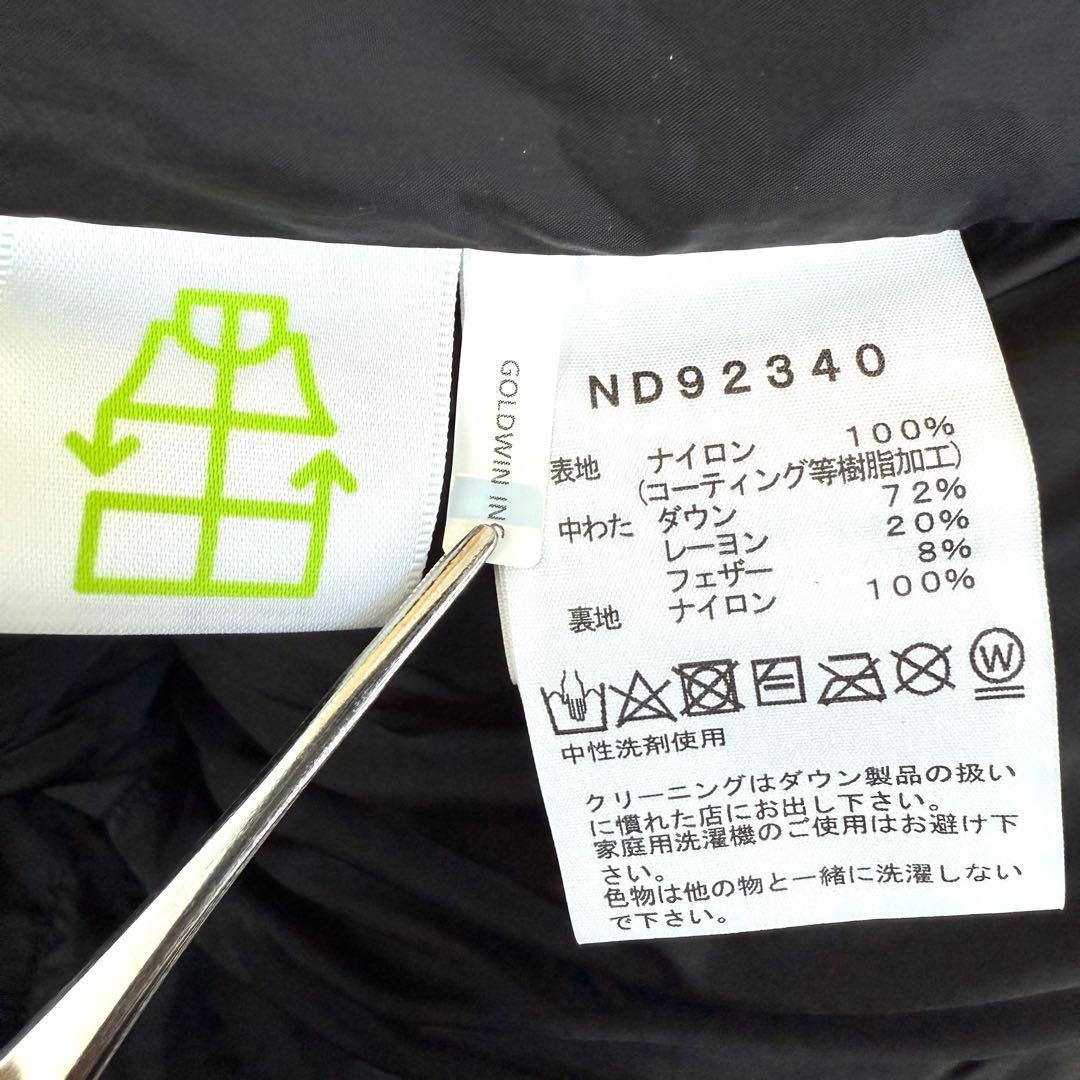 GOLDWIN INC
ND92340
表地 ナイロン 100%
(コーティング等樹脂加工)
中わた ダウン 72%
レーヨン 20%
フェザー 8%
裏地 ナイロン 100%
W
中性洗剤使用
クリーニングはダウン製品の扱い
に慣れた店にお出し下さい。
家庭用洗濯機のご使用はお避け下
さい。
色物は他の物と一緒に洗濯しない
で下さい。